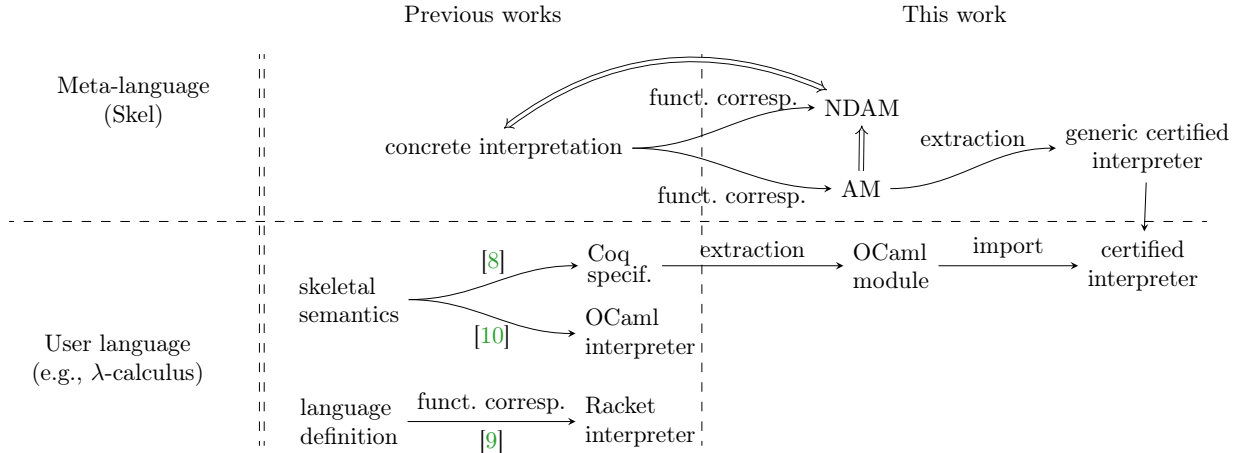 Previous works
This work
Meta-language
(Skel)
funct. corresp.
NDAM
concrete interpretation
extraction
generic certified
interpreter
funct. corresp.
AM
[8]
Coq
specif.
extraction
OCaml
module
import
certified
interpreter
skeletal
semantics
[10]
OCaml
interpreter
User language
(e.g., λ-calculus)
language
definition
funct. corresp.
[9]
Racket
interpreter